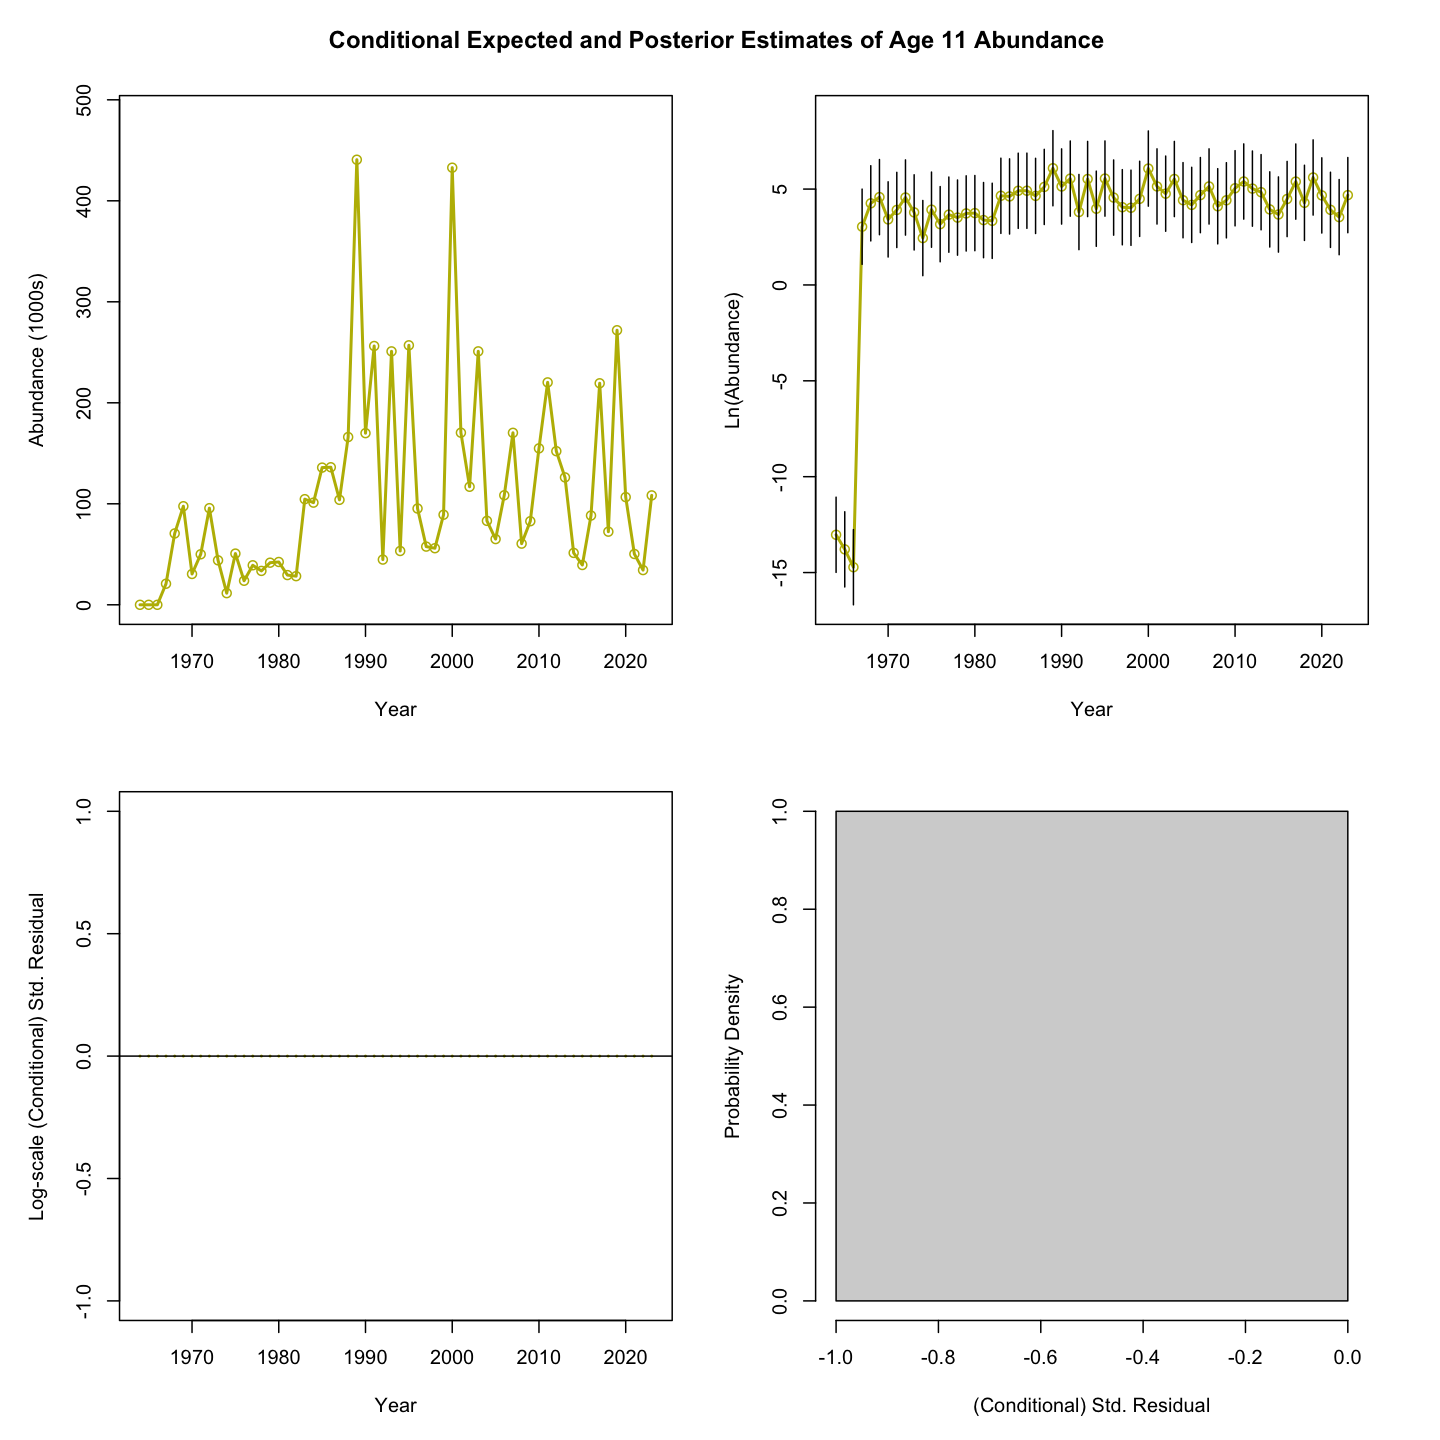 Conditional Expected and Posterior Estimates of Age 11 Abundance
Abundance (1000s)
500
400
300
200
100
0
1970 1980 1990 2000 2010 2020
Year
Ln(Abundance)
5
0
-5
-10
-15
1970 1980 1990 2000 2010 2020
Year
Log-scale (Conditional) Std. Residual
1.0
0.5
0.0
-0.5
-1.0
1970 1980 1990 2000 2010 2020
Year
Probability Density
1.0
0.8
0.6
0.4
0.2
0.0
-1.0 -0.8 -0.6 -0.4 -0.2 0.0
(Conditional) Std. Residual